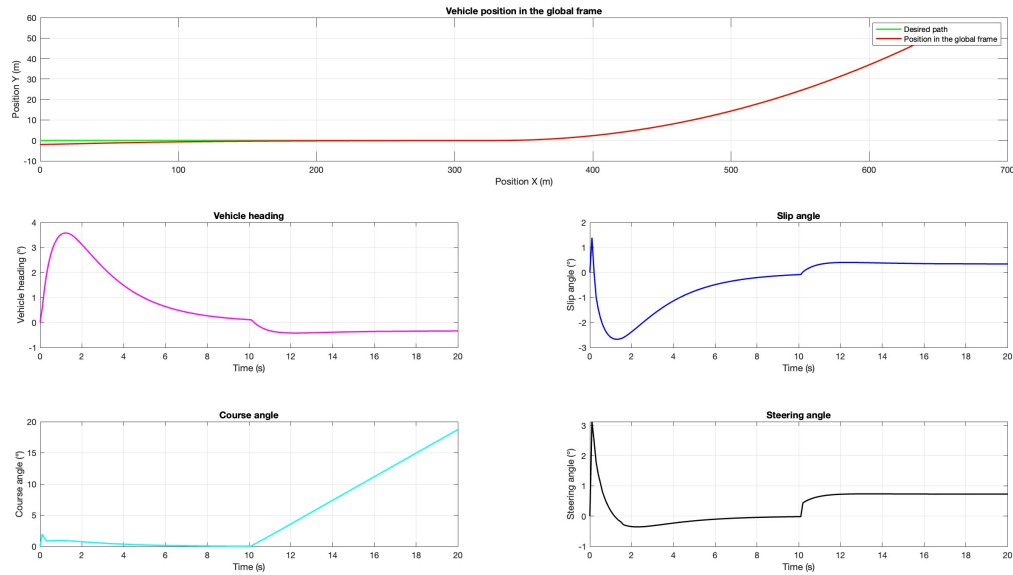 Vehicle position in the global frame
Position Y (m)
60
50
40
30
20
10
0
-10
Desired path
Position in the global frame
0 100 200 300 400 500 600 700
Position X (m)
Vehicle heading
Vehicle heading (°)
4
3
2
1
0
-1
0 2 4 6 8 10 12 14 16 18 20
Time (s)
Slip angle
Slip angle (°)
2
1
0
-1
-2
-3
0 2 4 6 8 10 12 14 16 18 20
Time (s)
Course angle
Course angle (°)
20
15
10
5
0
0 2 4 6 8 10 12 14 16 18 20
Time (s)
Steering angle
Steering angle (°)
3
2
1
0
-1
0 2 4 6 8 10 12 14 16 18 20
Time (s)